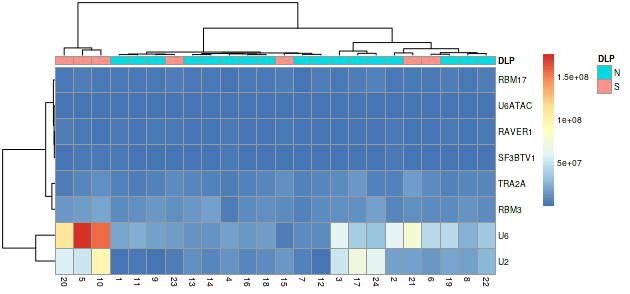 DLP
DLP
N
S
1.5e+08
1e+08
5e+07
RBM17
U6ATAC
RAVER1
SF3BTV1
TRA2A
RBM3
U6
U2
20 5 10 1 11 9 23 13 14 4 16 18 15 7 12 3 17 24 2 21 6 19 8 22